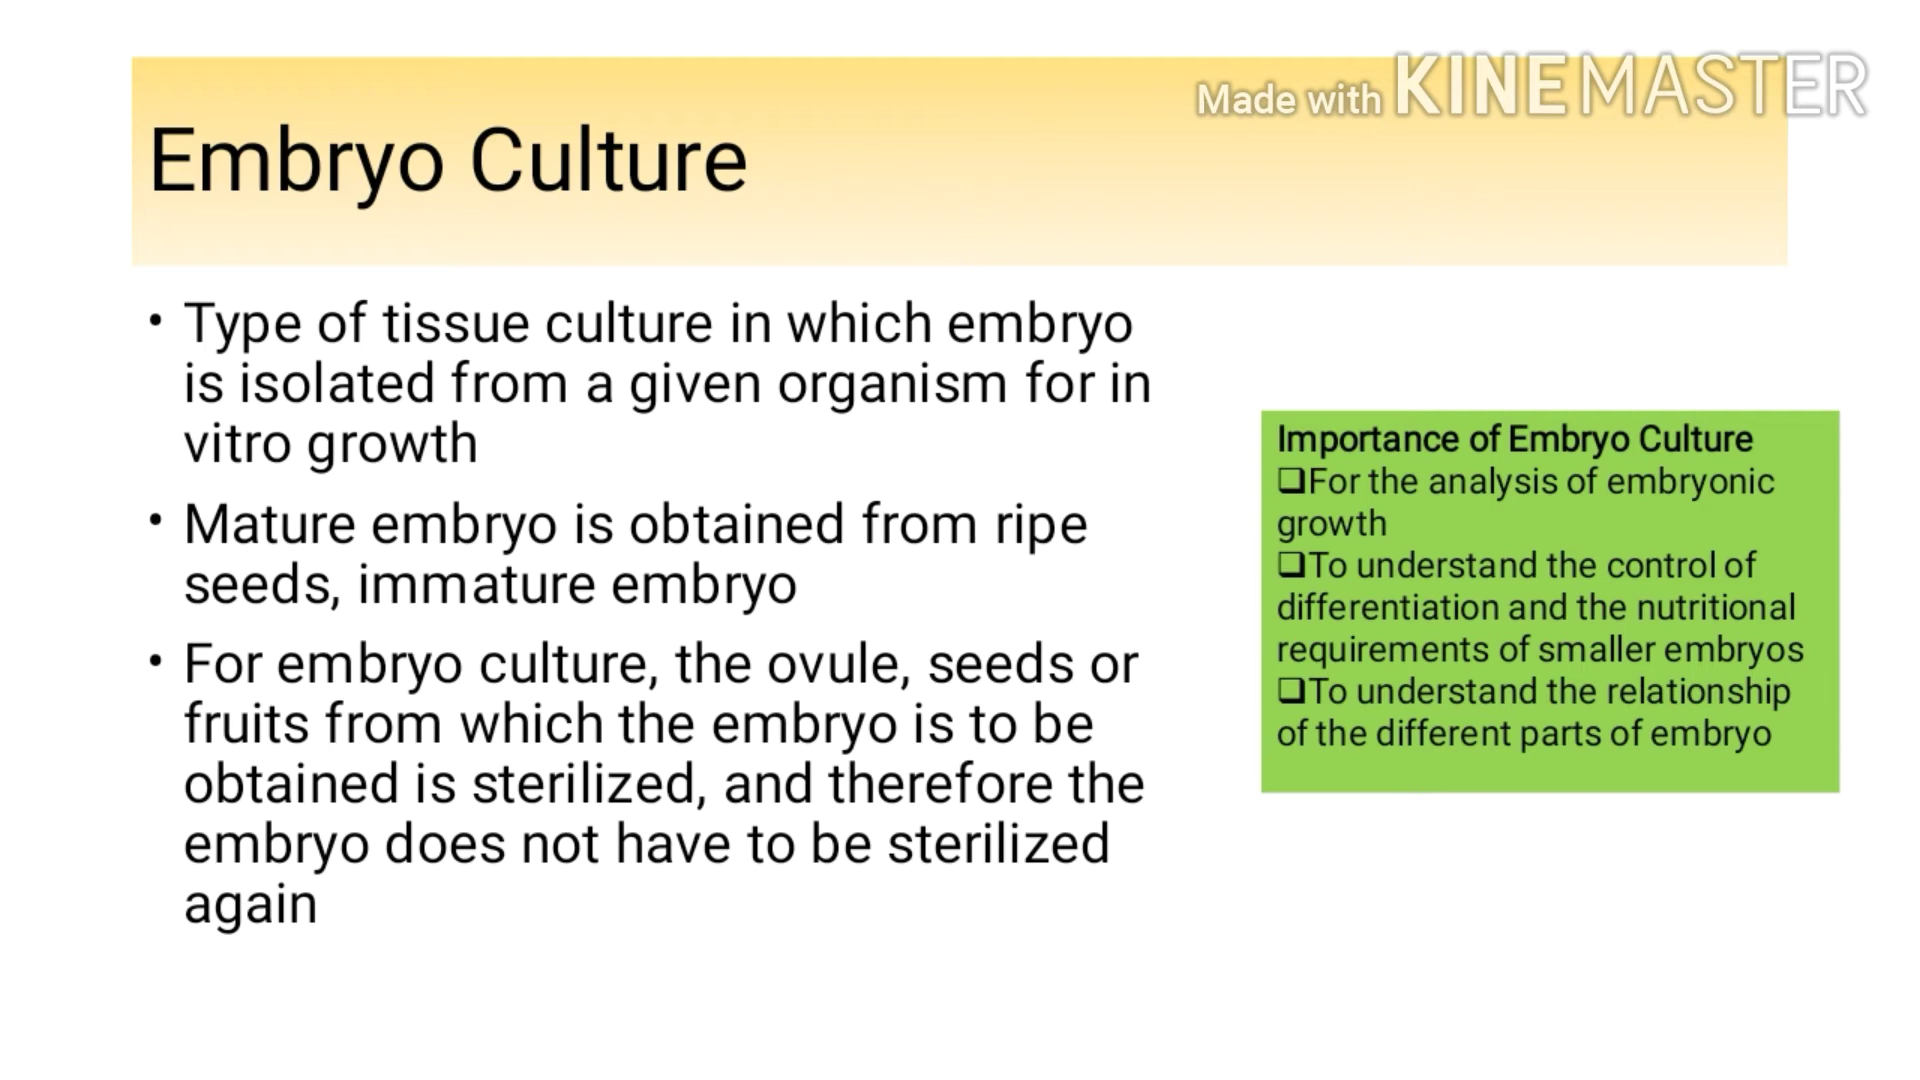 Made with KINEMASTER
Embryo Culture
• Type of tissue culture in which embryo
is isolated from a given organism for in
vitro growth
• Mature embryo is obtained from ripe
seeds, immature embryo
• For embryo culture, the ovule, seeds or
fruits from which the embryo is to be
obtained is sterilized, and therefore the
embryo does not have to be sterilized
again
Importance of Embryo Culture
❑For the analysis of embryonic
growth
❑To understand the control of
differentiation and the nutritional
requirements of smaller embryos
❑To understand the relationship
of the different parts of embryo